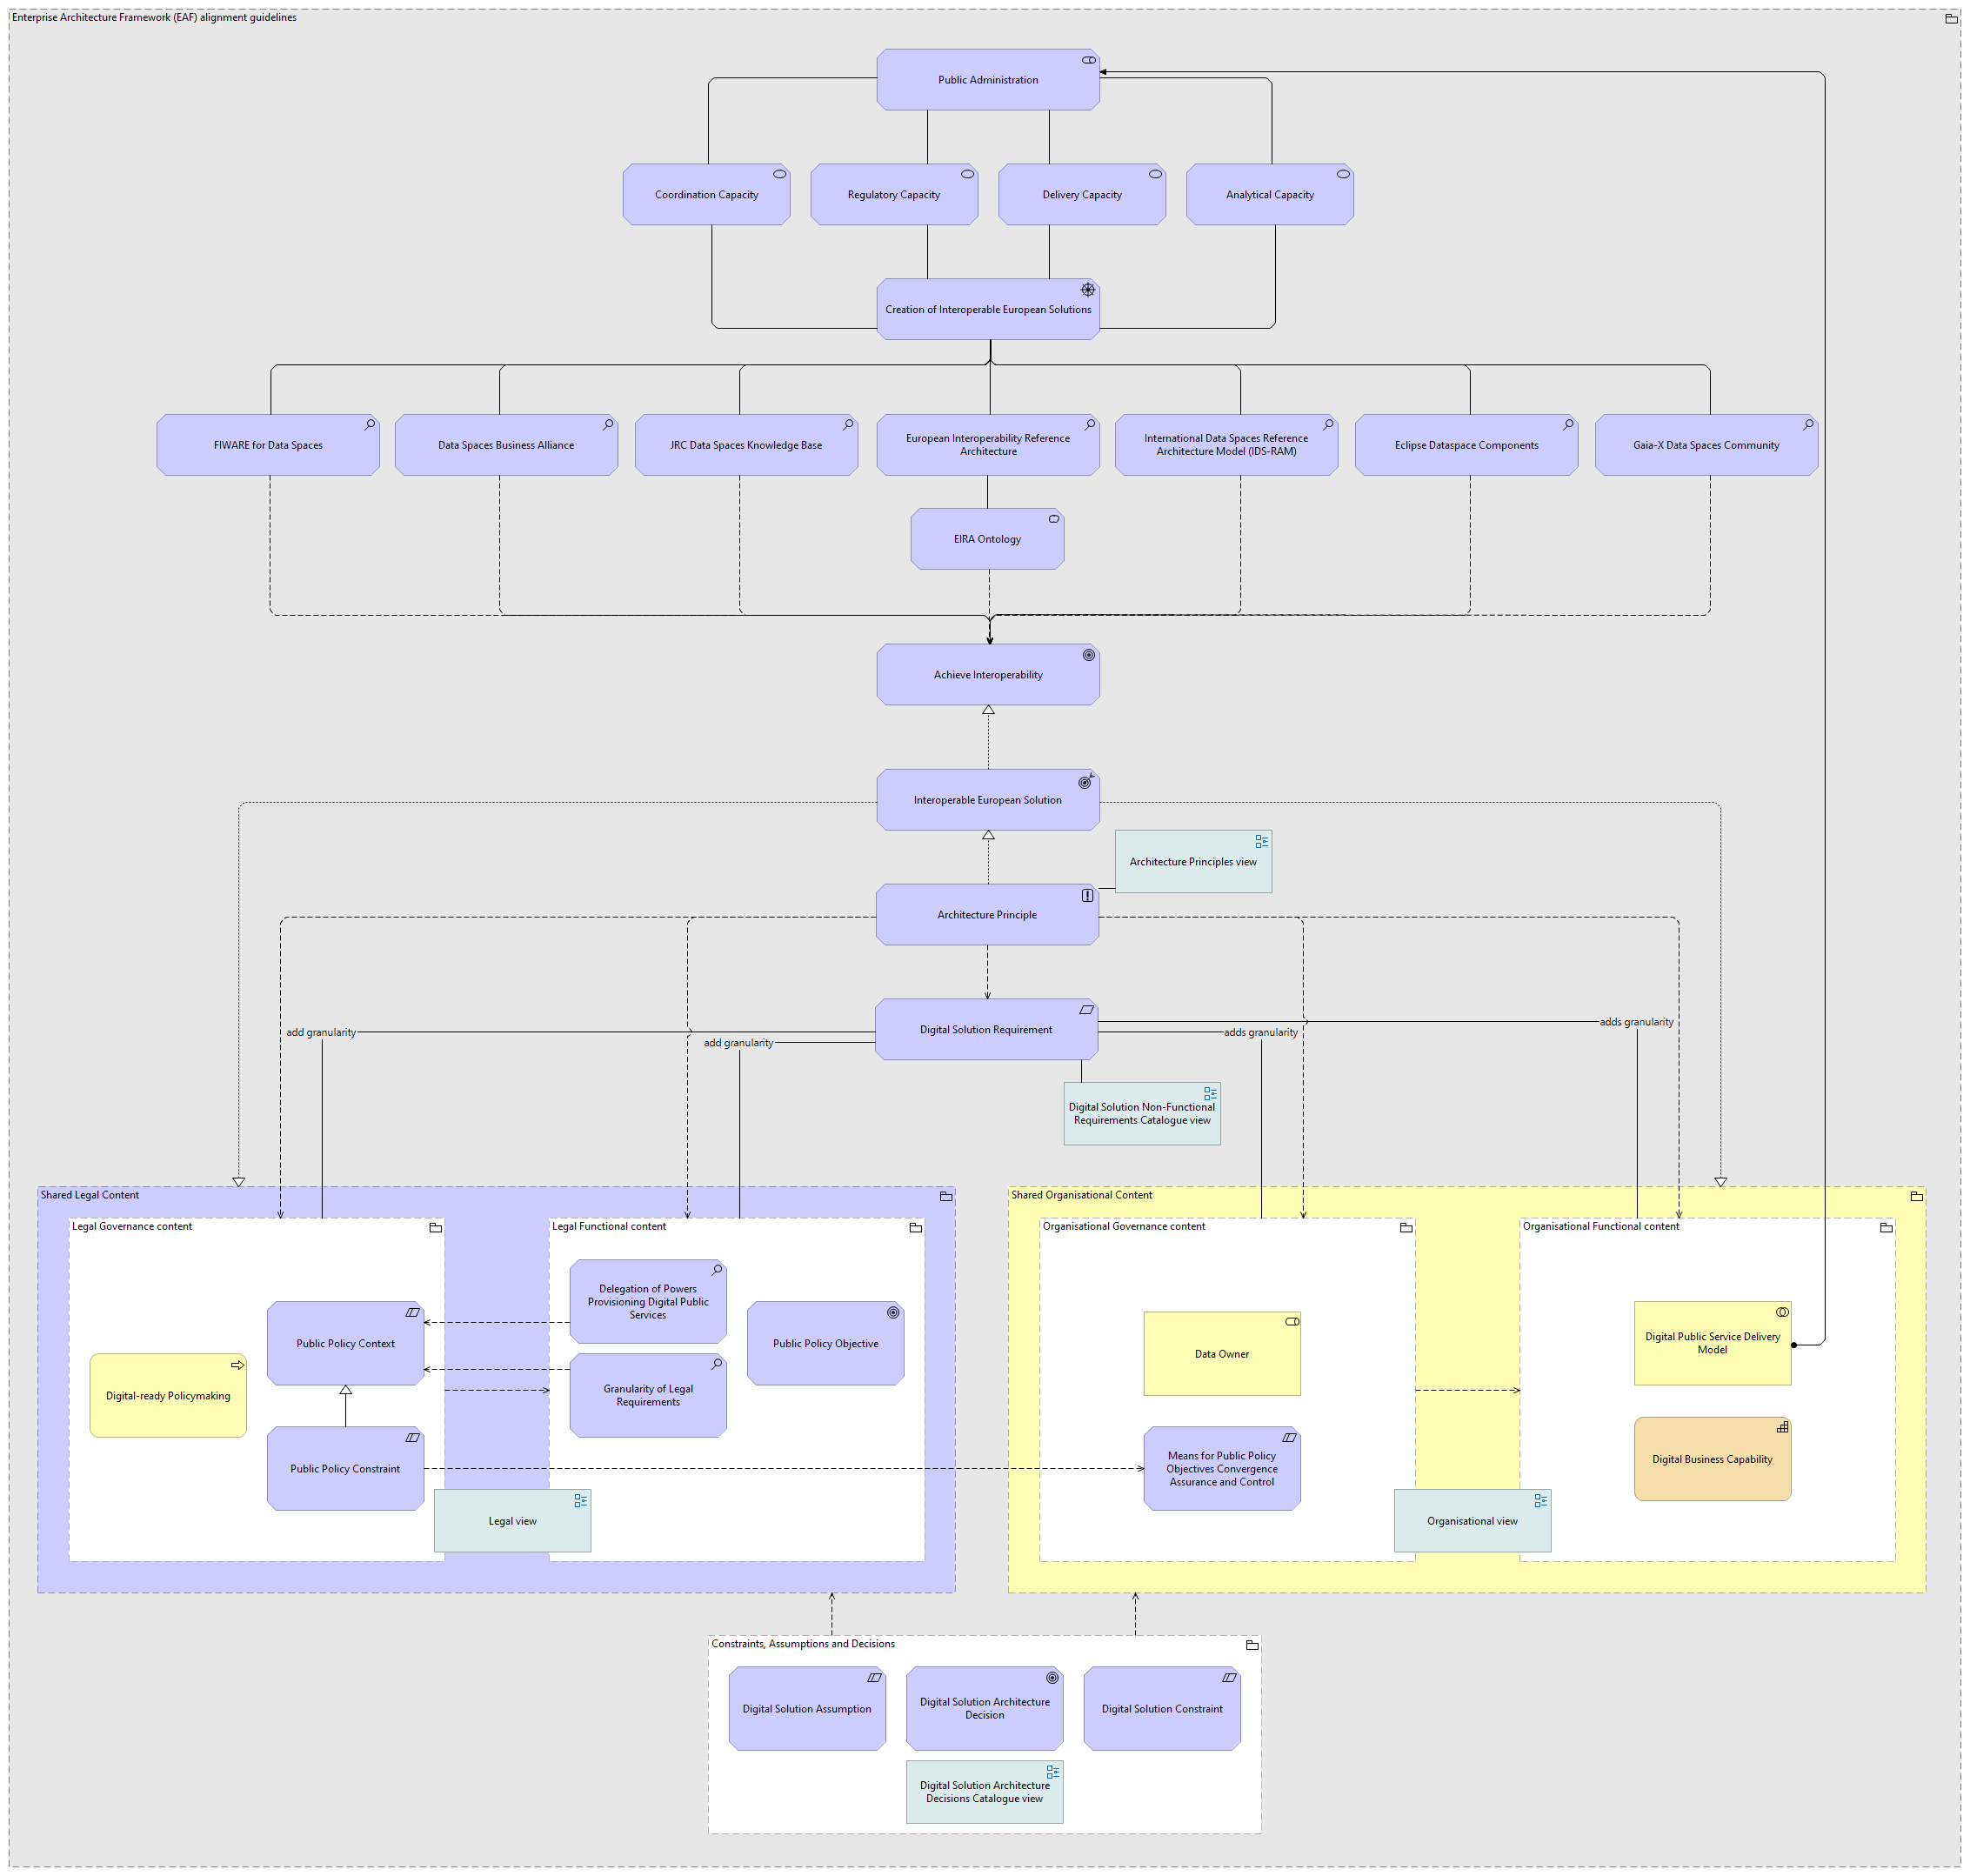 Enterprise Architecture Framework (EAF) alignment guidelines
Public Administration
Coordination Capacity
Regulatory Capacity
Delivery Capacity
Analytical Capacity
Creation of Interoperable European Solutions
FIWARE for Data Spaces
Data Spaces Business Alliance
JRC Data Spaces Knowledge Base
European Interoperability Reference
Architecture
International Data Spaces Reference
Architecture Model (IDS-RAM)
Eclipse Dataspace Components
Gaia-X Data Spaces Community
EIRA Ontology
Achieve Interoperability
Interoperable European Solution
Architecture Principles view
Architecture Principle
Digital Solution Requirement
add granularity
add granularity
adds granularity
adds granularity
Digital Solution Non-Functional
Requirements Catalogue view
Shared Legal Content
Legal Governance content
Digital-ready Policymaking
Public Policy Context
Public Policy Constraint
Legal Functional content
Delegation of Powers
Provisioning Digital Public
Services
Public Policy Objective
Granularity of Legal
Requirements
Legal view
Shared Organisational Content
Organisational Governance content
Data Owner
Means for Public Policy
Objectives Convergence
Assurance and Control
Organisational Functional content
Digital Public Service Delivery
Model
Digital Business Capability
Organisational view
Constraints, Assumptions and Decisions
Digital Solution Assumption
Digital Solution Architecture
Decision
Digital Solution Constraint
Digital Solution Architecture
Decisions Catalogue view